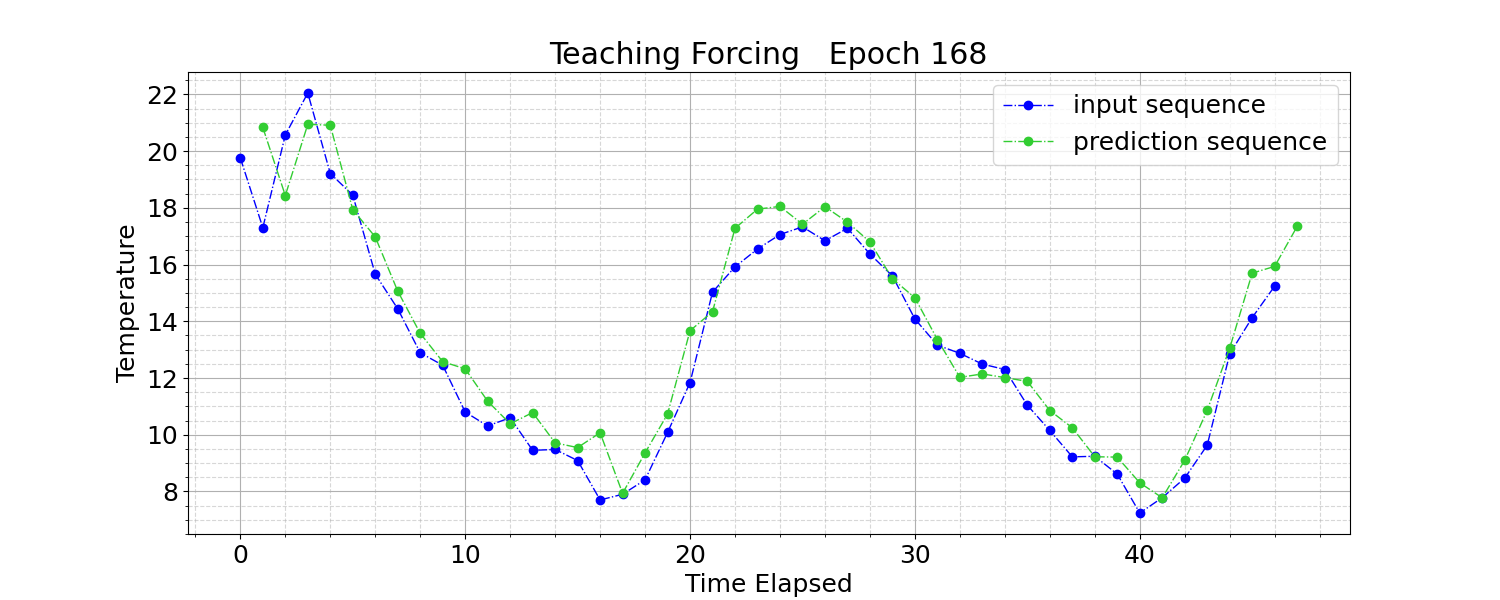 Teaching Forcing   Epoch 168
input sequence
prediction sequence
Temperature
22
20
18
16
14
12
10
8
0 10 20 30 40
Time Elapsed